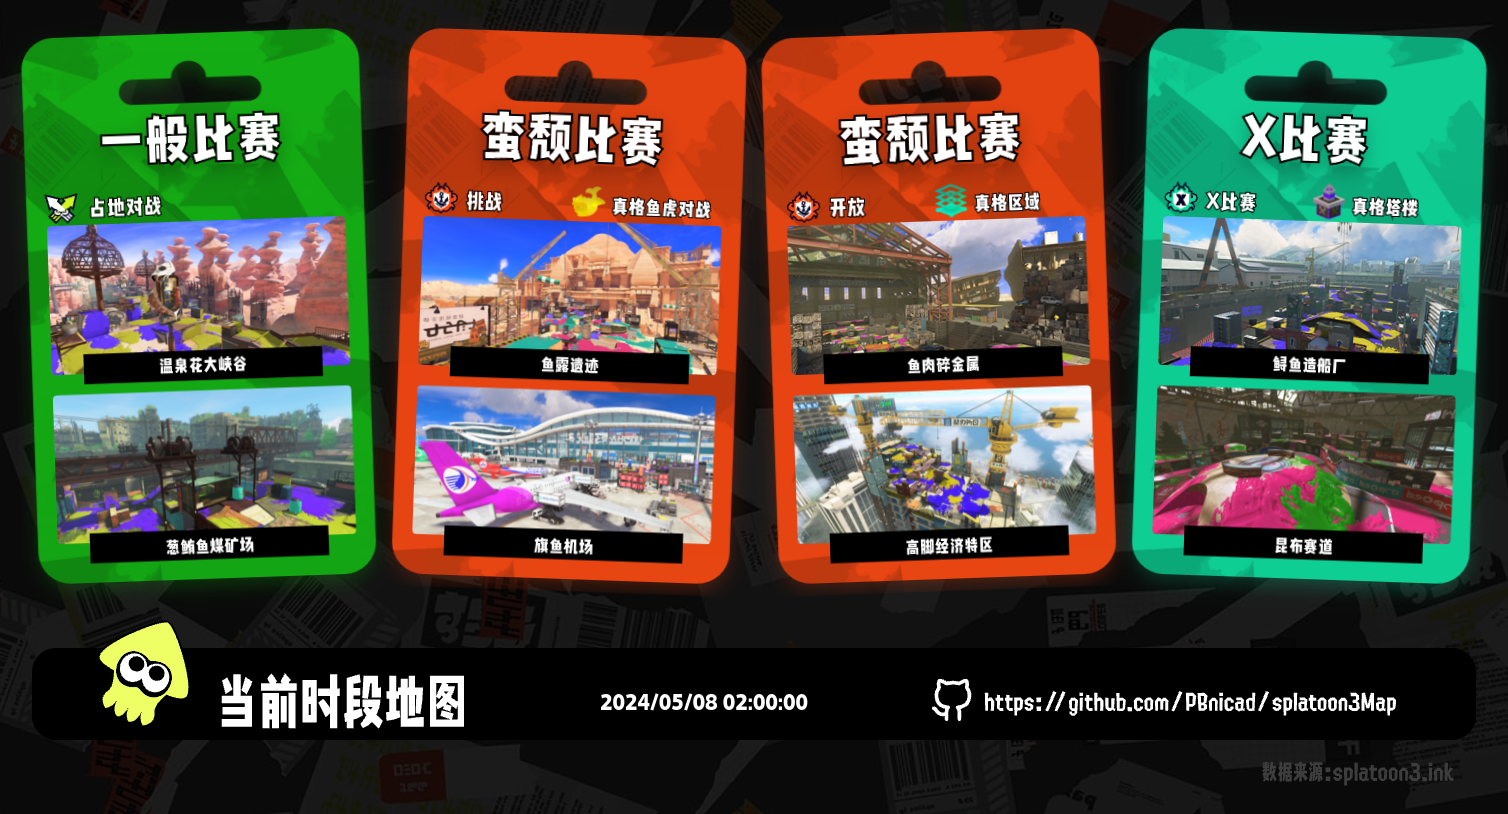 一般比赛
占地对战
温泉花大峡谷
葱鲔鱼煤矿场
蛮颓比赛
挑战
真格鱼虎对战
鱼露遗迹
旗鱼机场
蛮颓比赛
开放
真格区域
鱼肉碎金属
高脚经济特区
X比赛
X比赛
真格塔楼
鲟鱼造船厂
昆布赛道
当前时段地图
2024/05/08 02:00:00
https://github.com/PBnicad/splatoon3Map
数据来源:splatoon3.ink